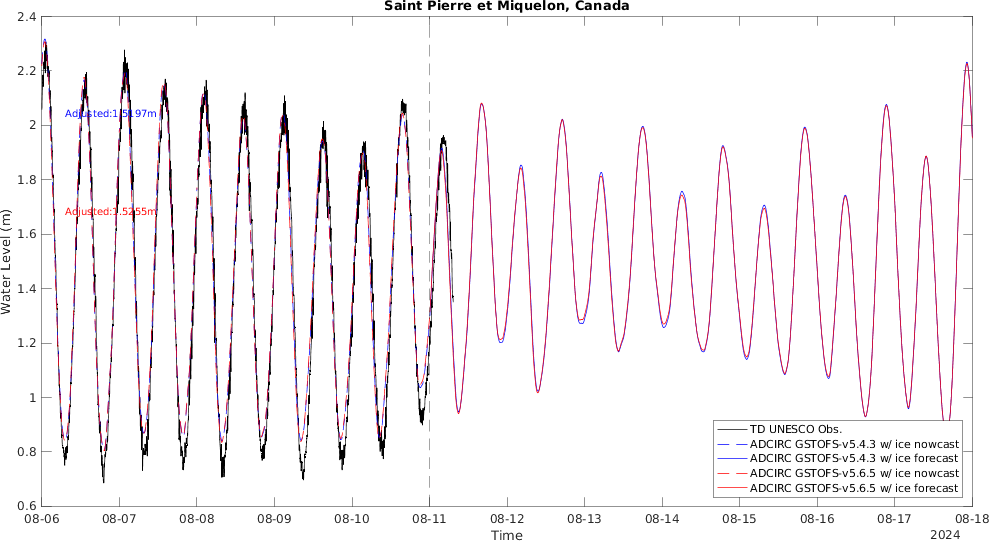 Saint Pierre et Miquelon, Canada
2.4
2.2
2
1.8
1.6
1.4
1.2
1
0.8
0.6
Water Level (m)
Adjusted:1.5197m
Adjusted:1.5255m
TD UNESCO Obs.
ADCIRC GSTOFS-v5.4.3 w/ ice nowcast
ADCIRC GSTOFS-v5.4.3 w/ ice forecast
ADCIRC GSTOFS-v5.6.5 w/ ice nowcast
ADCIRC GSTOFS-v5.6.5 w/ ice forecast
08-06 08-07 08-08 08-09 08-10 08-11 08-12 08-13 08-14 08-15 08-16 08-17 08-18
Time
2024